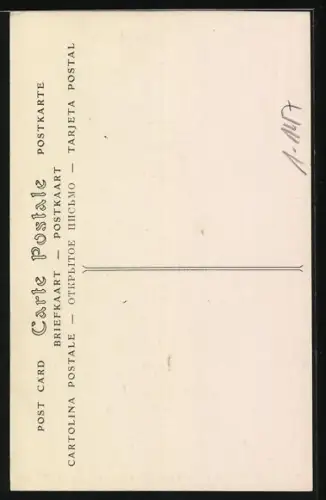 POST CARD Carte Postale POSTKARTE
BRIEFKAART — POSTKAART
CARTOLINA POSTALE — ОТКРЫТОЕ ПИСЬМО — TARJETA POSTAL